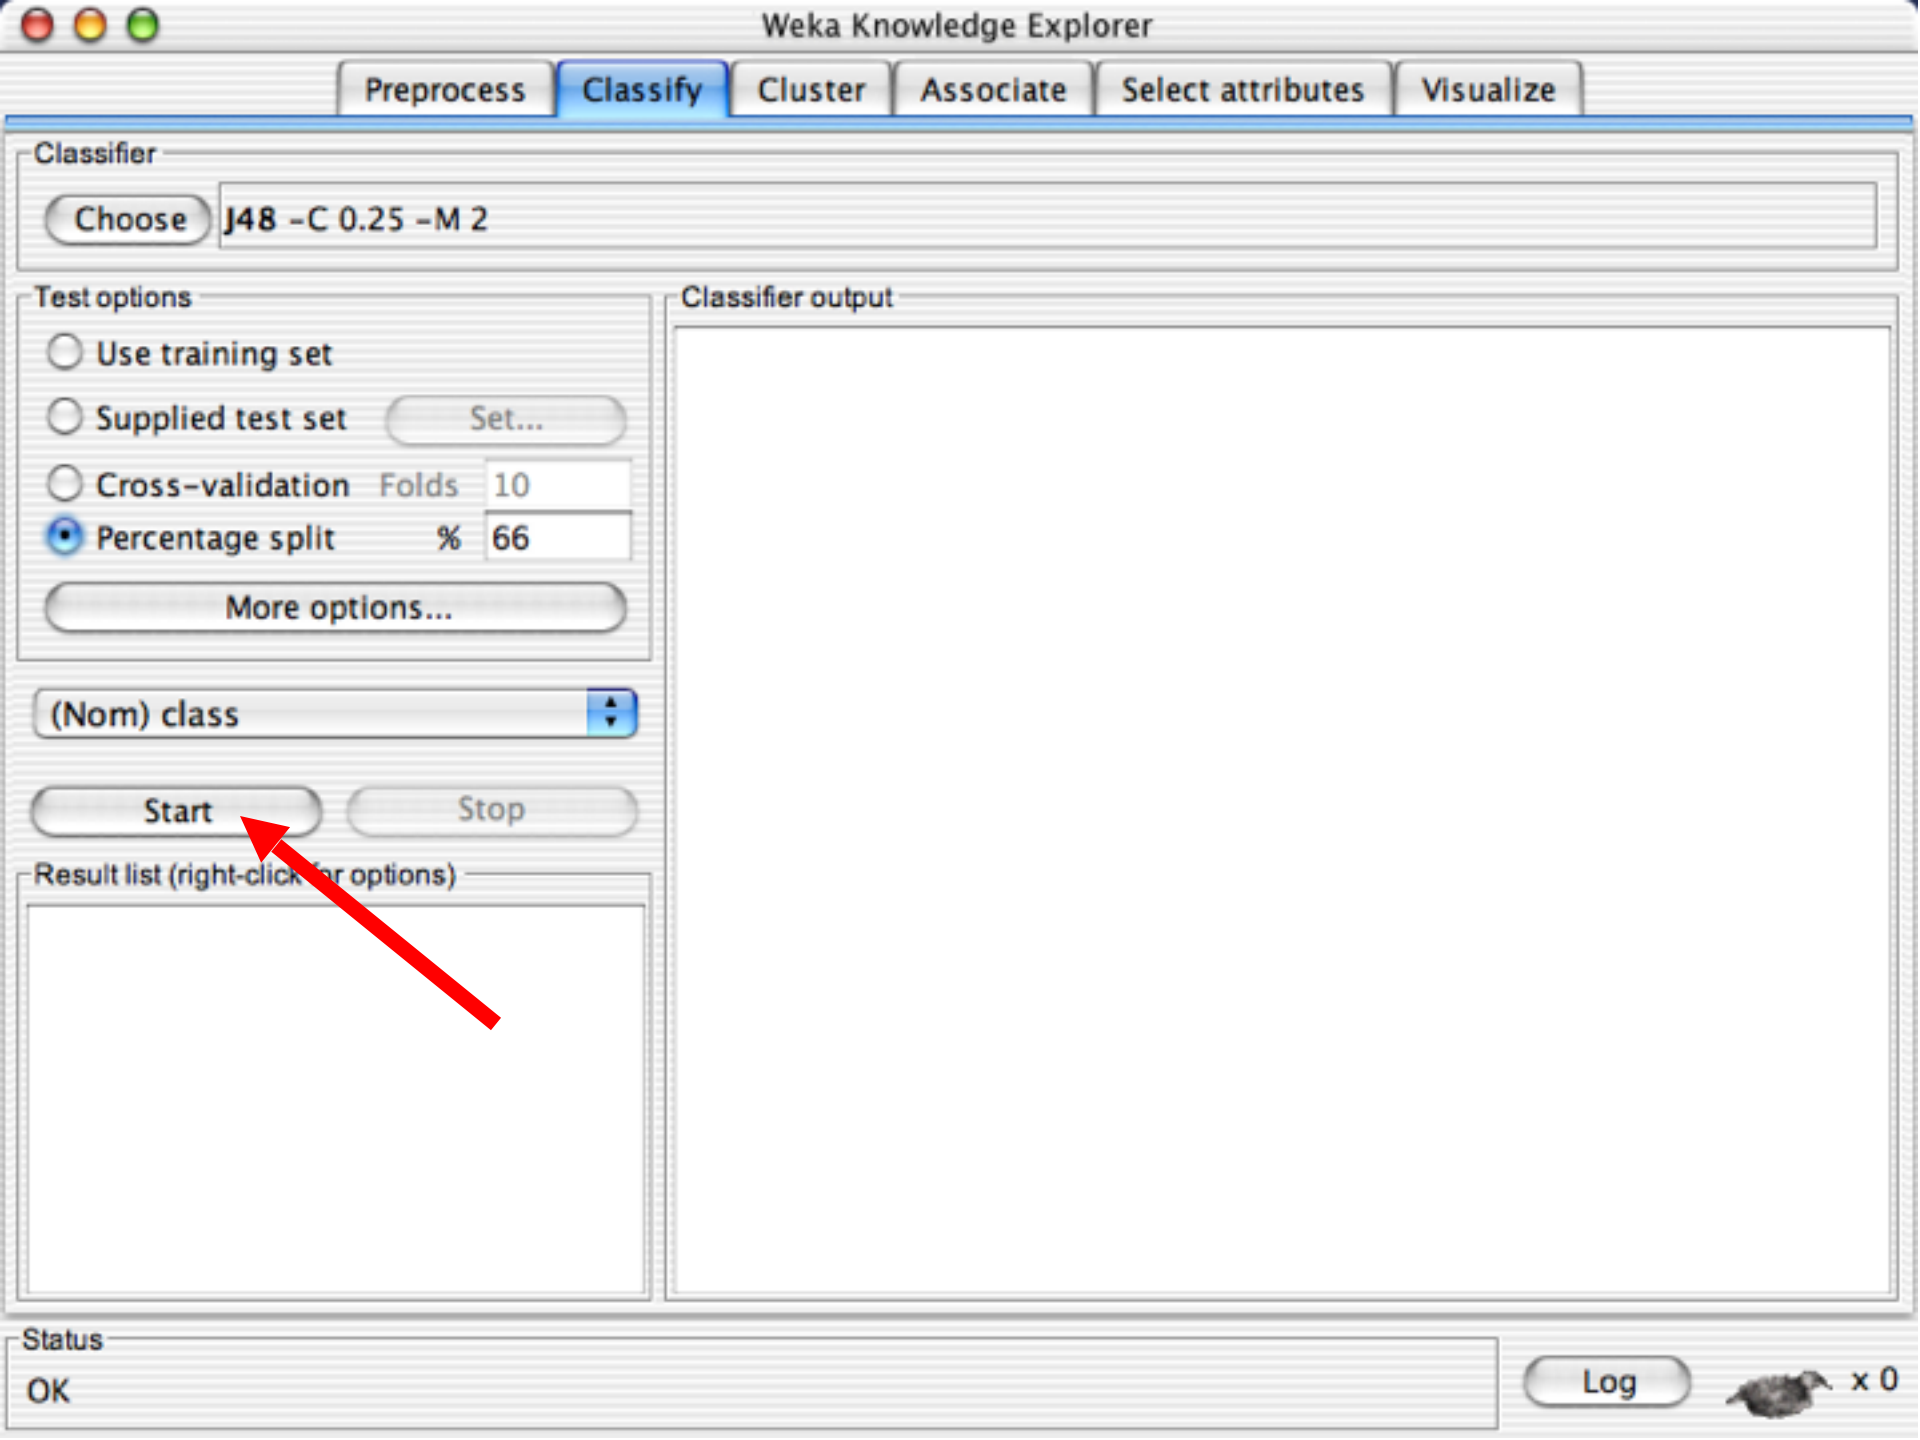 Weka Knowledge Explorer
Preprocess Classify Cluster Associate Select attributes Visualize
Classifier
Choose J48 -C 0.25 -M 2
Test options
Use training set
Supplied test set Set...
Cross-validation Folds 10
Percentage split % 66
More options...
(Nom) class
Start Stop
Result list (right-click for options)
Classifier output
Status
OK
Log x 0